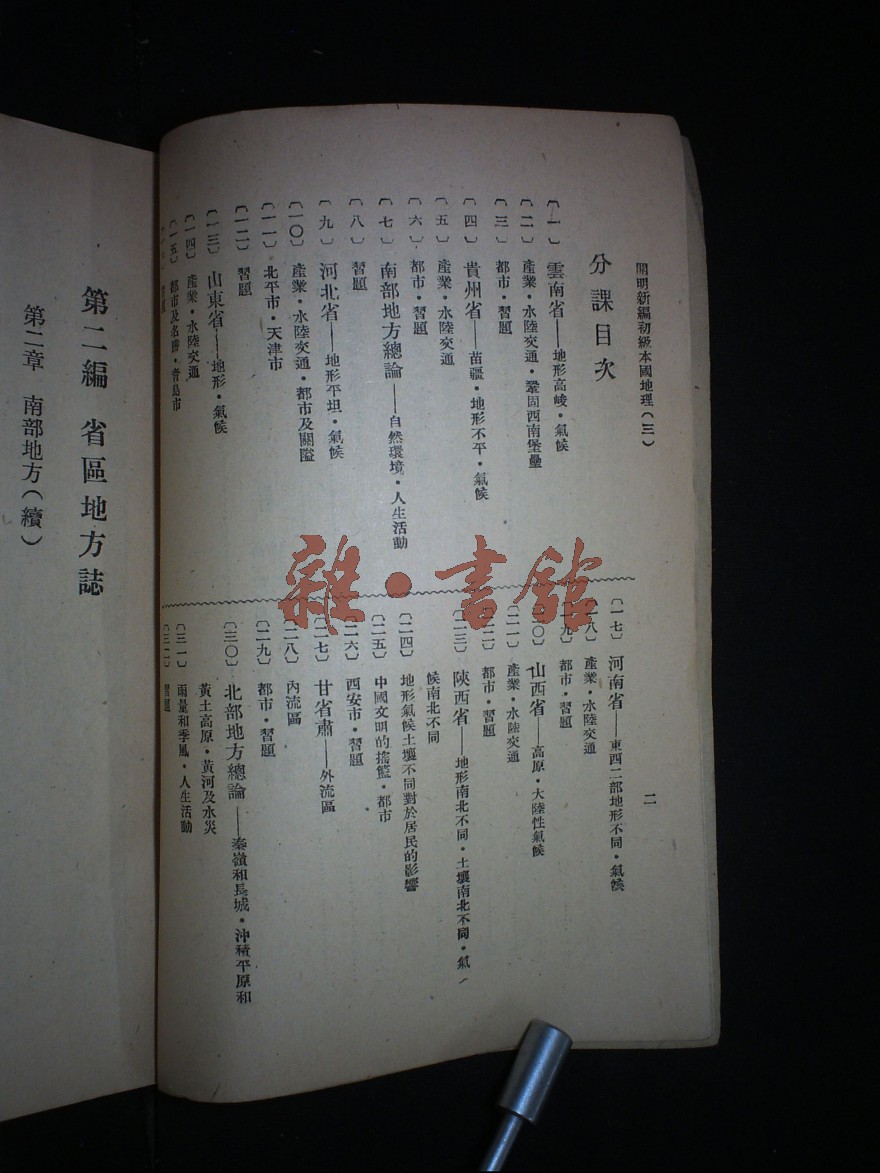 開明新編初級本國地理(三)
二
分課目次
〔一〕雲南省——地形高峻·氣候
〔二〕產業·水陸交通·鞏固西南堡壘
〔三〕都市·習題
〔四〕貴州省——苗疆·地形不平·氣候
〔五〕產業·水陸交通
〔六〕都市·習題
〔七〕南部地方總論——自然環境·人生活動
〔八〕習題
〔九〕河北省——地形平坦·氣候
〔一〇〕產業·水陸交通·都市及關隘
〔一一〕北平市·天津市
〔一二〕習題
〔一三〕山東省——地形·氣候
〔一四〕產業·水陸交通
〔一五〕都市及名勝·青島市
習題
〔一七〕河南省——東西二部地形不同·氣候
〔一八〕產業·水陸交通
〔一九〕都市·習題
〔二〇〕山西省——高原·大陸性氣候
〔二一〕產業·水陸交通
〔二二〕都市·習題
〔二三〕陝西省——地形南北不同·土壤南北不同·氣
候南北不同
〔二四〕地形氣候土壤不同對於居民的影響
〔二五〕中國文明的搖籃·都市
〔二六〕西安市·習題
〔二七〕甘省肅——外流區
〔二八〕內流區
〔二九〕都市·習題
〔三〇〕北部地方總論——秦嶺和長城·沖積平原和
黃土高原·黃河及水災
〔三一〕雨量和季風·人生活動
〔三二〕習題
第二編 省區地方誌
第二章 南部地方(續)
雜·書館